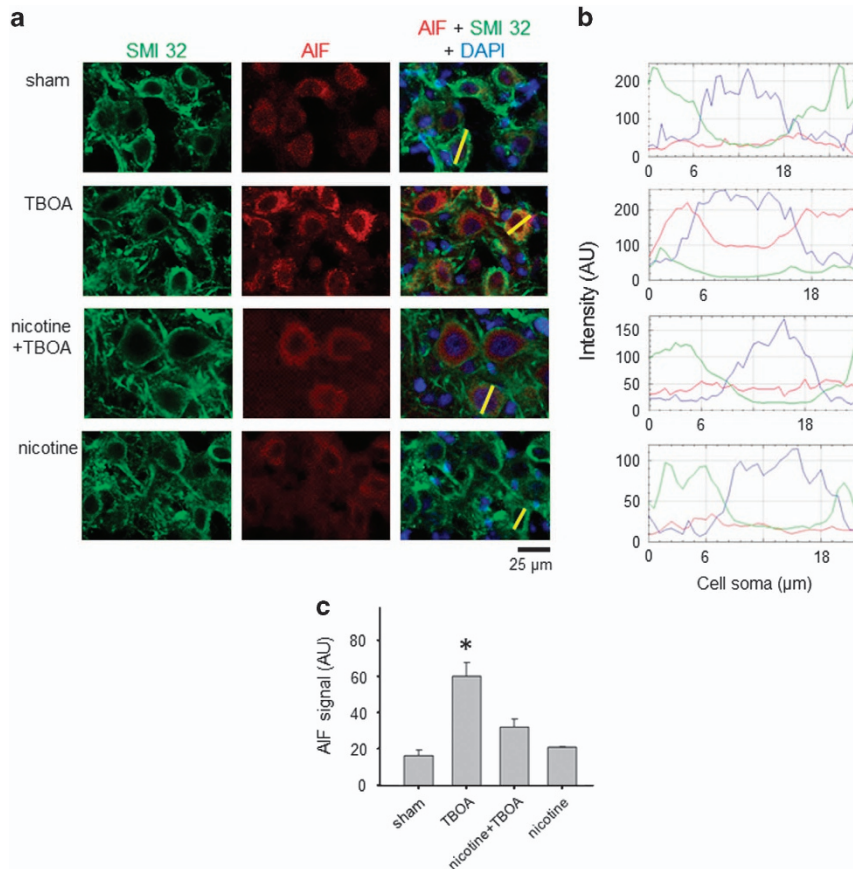 a
AIF + SMI 32
SMI 32 AIF + DAPI
sham
TBOA
nicotine
+TBOA
nicotine
25 µm
b
200
100
0
0 6 18
200
100
0
0 6 18
150
100
50
0
0 6 18
100
50
0
0 6 18
Intensity (AU)
Cell soma (µm)
c
80
60
40
20
0
*
AIF signal (AU)
sham
TBOA
nicotine+TBOA
nicotine